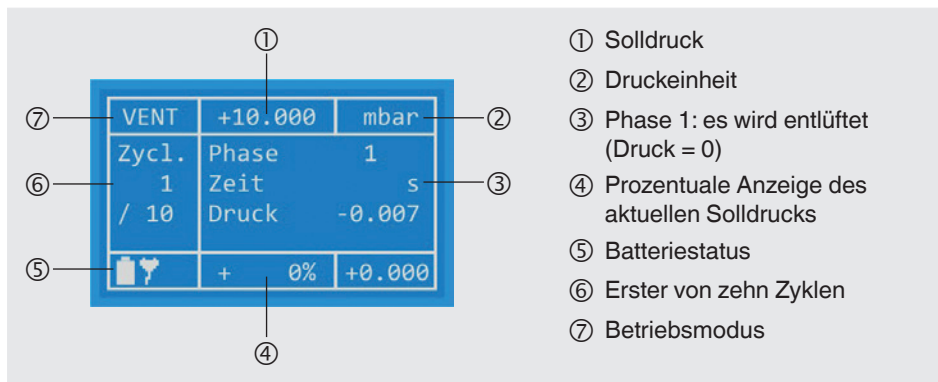 ①
⑦ VENT +10.000 mbar ②
Zycl. Phase 1
⑥ 1 Zeit s ③
/ 10 Druck -0.007
⑤ + 0% +0.000
④
① Solldruck
② Druckeinheit
③ Phase 1: es wird entlüftet
(Druck = 0)
④ Prozentuale Anzeige des
aktuellen Solldrucks
⑤ Batteriestatus
⑥ Erster von zehn Zyklen
⑦ Betriebsmodus